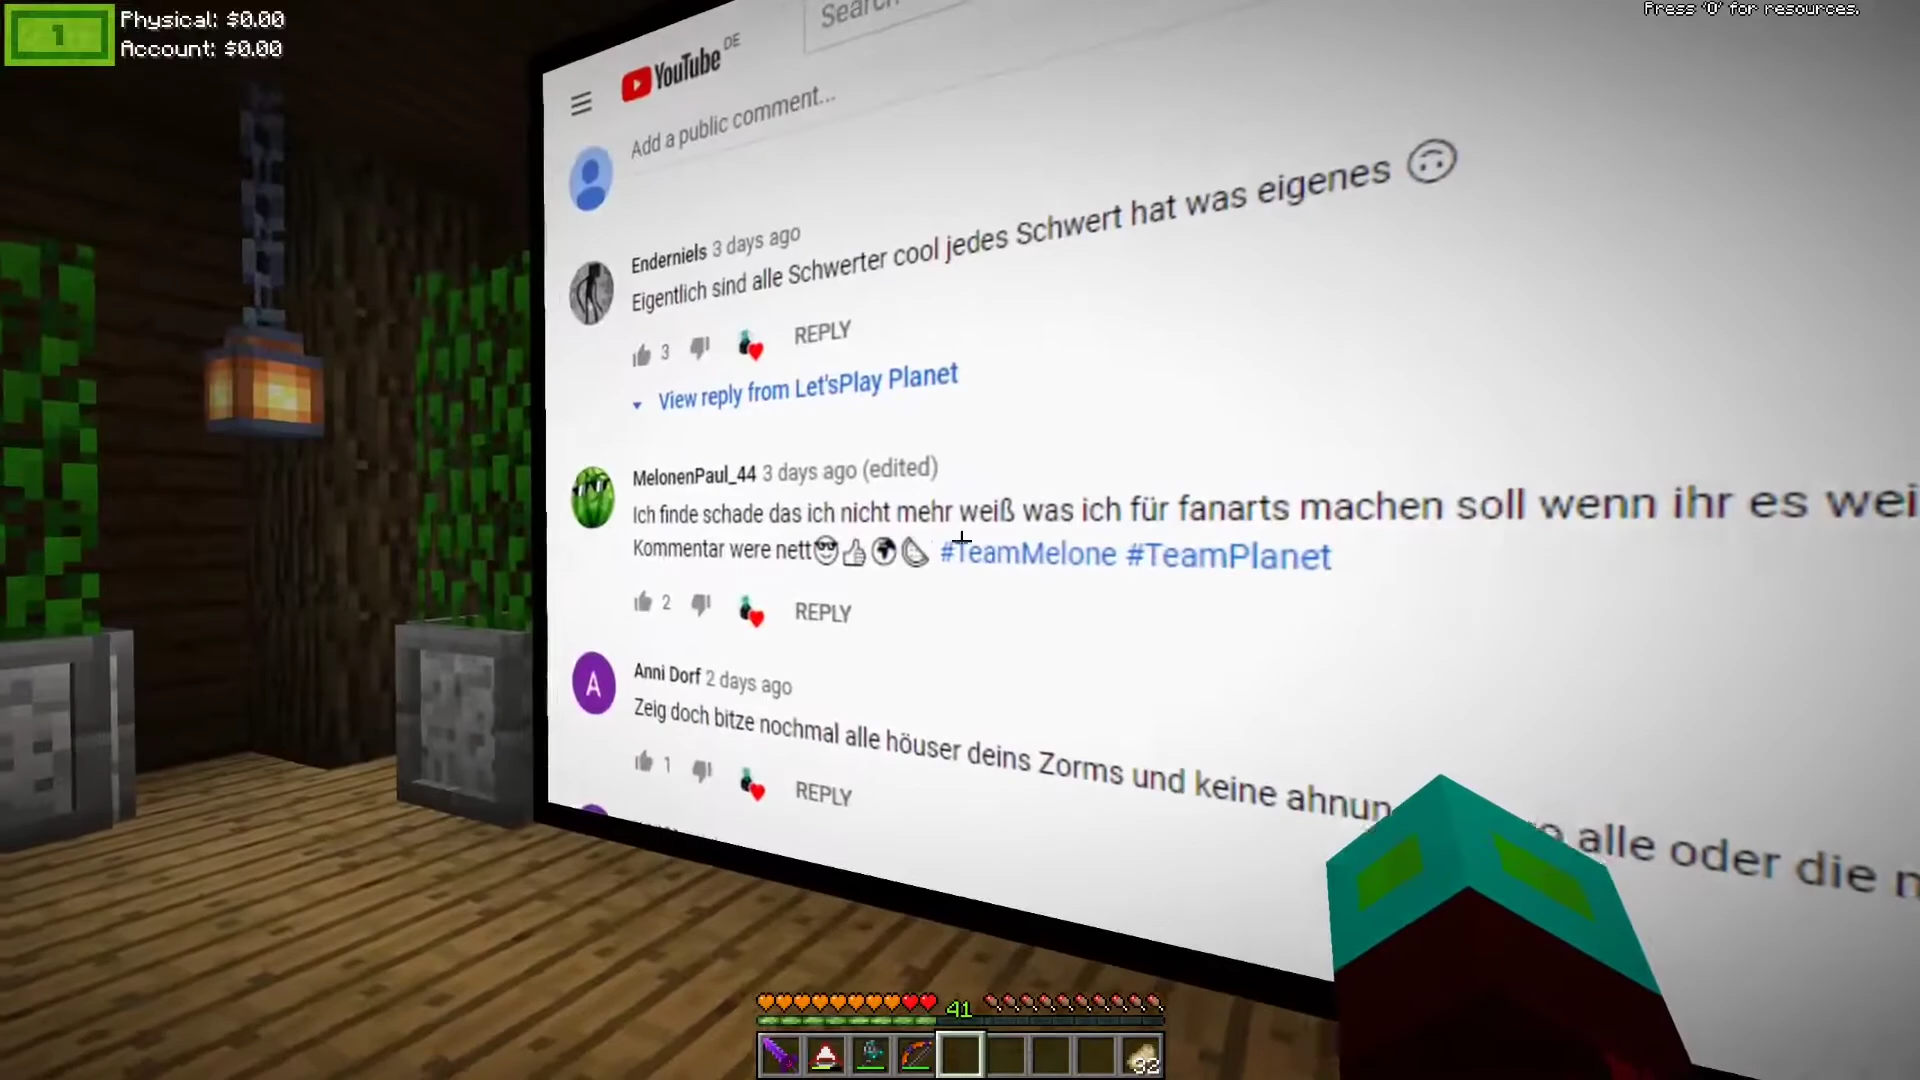 1
Physical: $0.00
Account: $0.00
Press 'O' for resources.
YouTube DE
Search
Add a public comment...
Enderniels 3 days ago
Eigentlich sind alle Schwerter cool jedes Schwert hat was eigenes 🙃
3 REPLY
View reply from Let'sPlay Planet
MelonenPaul_44 3 days ago (edited)
Ich finde schade das ich nicht mehr weiß was ich für fanarts machen soll wenn ihr es wei
Kommentar were nett #TeamMelone #TeamPlanet
2 REPLY
A
Anni Dorf 2 days ago
Zeig doch bitze nochmal alle höuser deins Zorms und keine ahnun alle oder die
1 REPLY
41
32